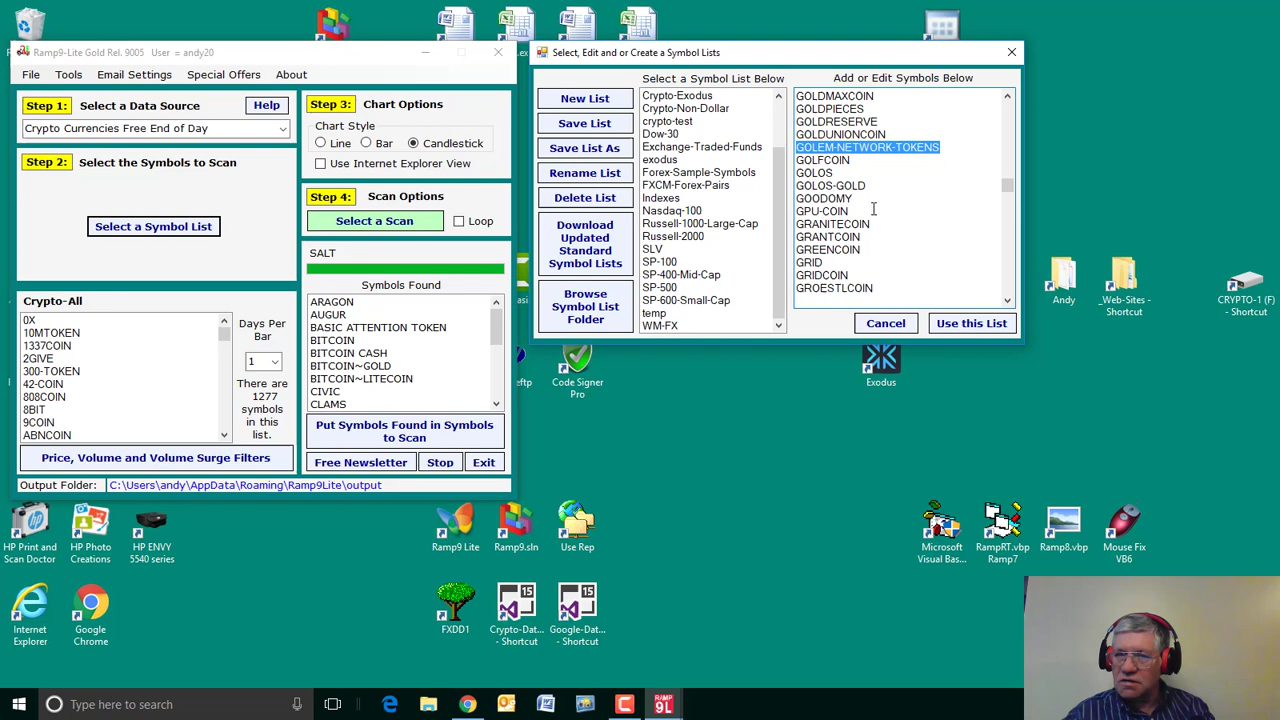 Ramp9-Lite Gold Rel. 9005 User = andy20
File Tools Email Settings Special Offers About
Step 1: Select a Data Source Help
Crypto Currencies Free End of Day
Step 2: Select the Symbols to Scan
Select a Symbol List
Crypto-All
0X
10MTOKEN
1337COIN
2GIVE
300-TOKEN
42-COIN
808COIN
8BIT
9COIN
ABNCOIN
Days Per
Bar
1
There are
1277
symbols
in this
list.
Price, Volume and Volume Surge Filters
Output Folder: C:\Users\andy\AppData\Roaming\Ramp9Lite\output
Step 3: Chart Options
Chart Style
Line Bar Candlestick
Use Internet Explorer View
Step 4: Scan Options
Select a Scan Loop
SALT
Symbols Found
ARAGON
AUGUR
BASIC ATTENTION TOKEN
BITCOIN
BITCOIN CASH
BITCOIN~GOLD
BITCOIN~LITECOIN
CIVIC
CLAMS
Put Symbols Found in Symbols
to Scan
Free Newsletter Stop Exit
Select, Edit and or Create a Symbol Lists
New List
Save List
Save List As
Rename List
Delete List
Download
Updated
Standard
Symbol Lists
Browse
Symbol List
Folder
Select a Symbol List Below
Crypto-Exodus
Crypto-Non-Dollar
crypto-test
Dow-30
Exchange-Traded-Funds
exodus
Forex-Sample-Symbols
FXCM-Forex-Pairs
Indexes
Nasdaq-100
Russell-1000-Large-Cap
Russell-2000
SLV
SP-100
SP-400-Mid-Cap
SP-500
SP-600-Small-Cap
temp
WM-FX
Add or Edit Symbols Below
GOLDMAXCOIN
GOLDPIECES
GOLDRESERVE
GOLDUNIONCOIN
GOLEM-NETWORK-TOKENS
GOLFCOIN
GOLOS
GOLOS-GOLD
GOODOMY
GPU-COIN
GRANITECOIN
GRANTCOIN
GREENCOIN
GRID
GRIDCOIN
GROESTLCOIN
Cancel Use this List
Code Signer
Pro
Exodus
Andy
_Web-Sites -
Shortcut
CRYPTO-1 (F)
Shortcut
HP Print and
Scan Doctor
HP Photo
Creations
HP ENVY
5540 series
Ramp9 Lite
Ramp9.sln
Use Rep
Microsoft
Visual Bas...
RampRT.vbp
Ramp7
Ramp8.vbp
Mouse Fix
VB6
Internet
Explorer
Google
Chrome
FXDD1
Crypto-Dat...
- Shortcut
Google-Dat...
- Shortcut
Type here to search
RAMP
9L